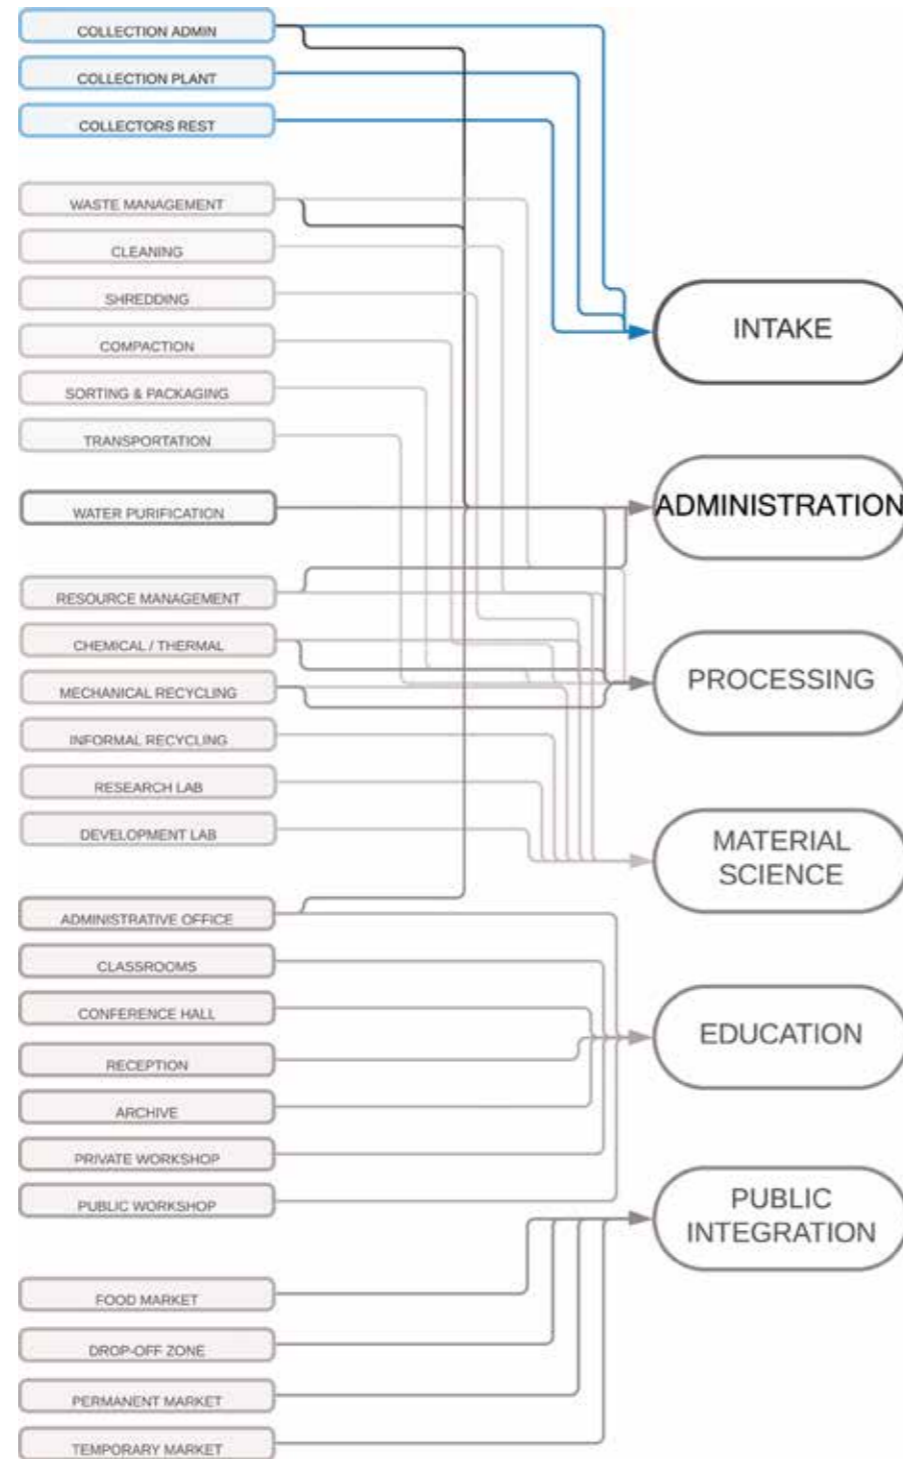 COLLECTION ADMIN
COLLECTION PLANT
COLLECTORS REST
WASTE MANAGEMENT
CLEANING
SHREDDING
COMPACTION
SORTING & PACKAGING
TRANSPORTATION
WATER PURIFICATION
RESOURCE MANAGEMENT
CHEMICAL / THERMAL
MECHANICAL RECYCLING
INFORMAL RECYCLING
RESEARCH LAB
DEVELOPMENT LAB
ADMINISTRATIVE OFFICE
CLASSROOMS
CONFERENCE HALL
RECEPTION
ARCHIVE
PRIVATE WORKSHOP
PUBLIC WORKSHOP
FOOD MARKET
DROP-OFF ZONE
PERMANENT MARKET
TEMPORARY MARKET
INTAKE
ADMINISTRATION
PROCESSING
MATERIAL
SCIENCE
EDUCATION
PUBLIC
INTEGRATION